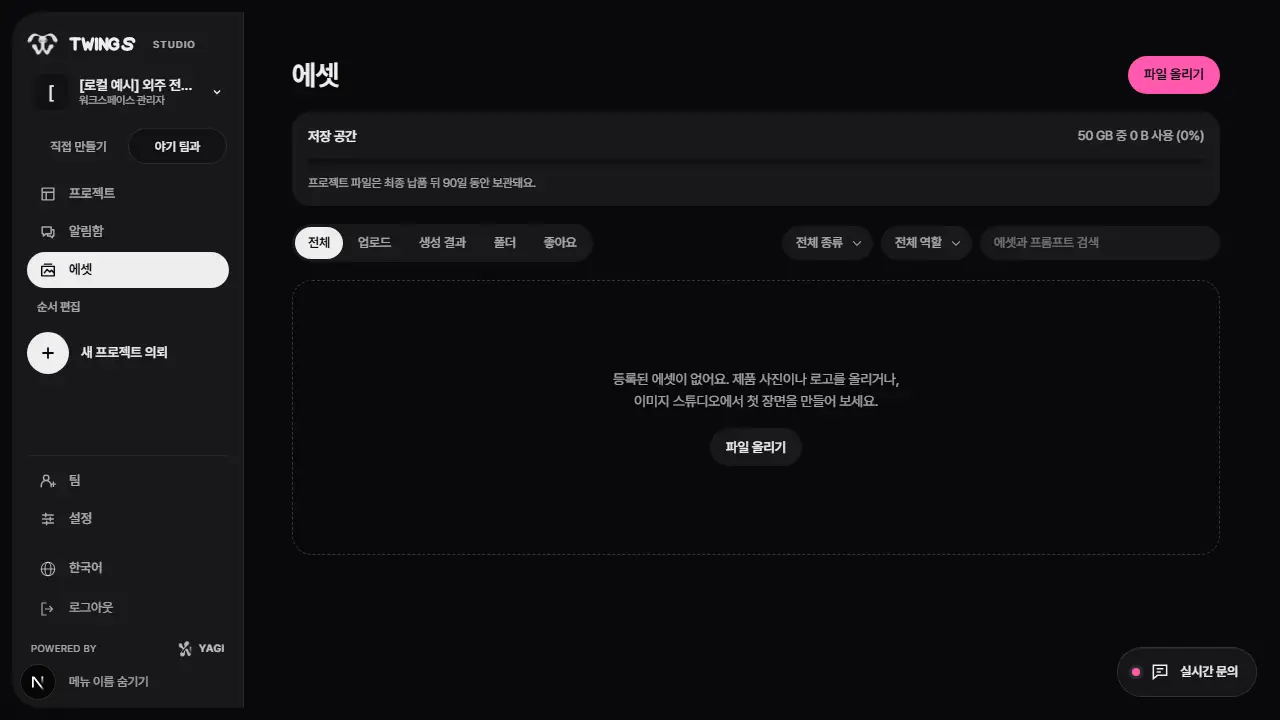 TWINGS STUDIO
[
[로컬 예시] 외주 전...
워크스페이스 관리자
직접 만들기
야기 팀과
프로젝트
알림함
에셋
순서 편집
+
새 프로젝트 의뢰
팀
설정
한국어
로그아웃
POWERED BY
YAGI
N
메뉴 이름 숨기기
에셋
파일 올리기
저장 공간
50 GB 중 0 B 사용 (0%)
프로젝트 파일은 최종 납품 뒤 90일 동안 보관돼요.
전체
업로드
생성 결과
폴더
좋아요
전체 종류
전체 역할
에셋과 프롬프트 검색
등록된 에셋이 없어요. 제품 사진이나 로고를 올리거나,
이미지 스튜디오에서 첫 장면을 만들어 보세요.
파일 올리기
실시간 문의